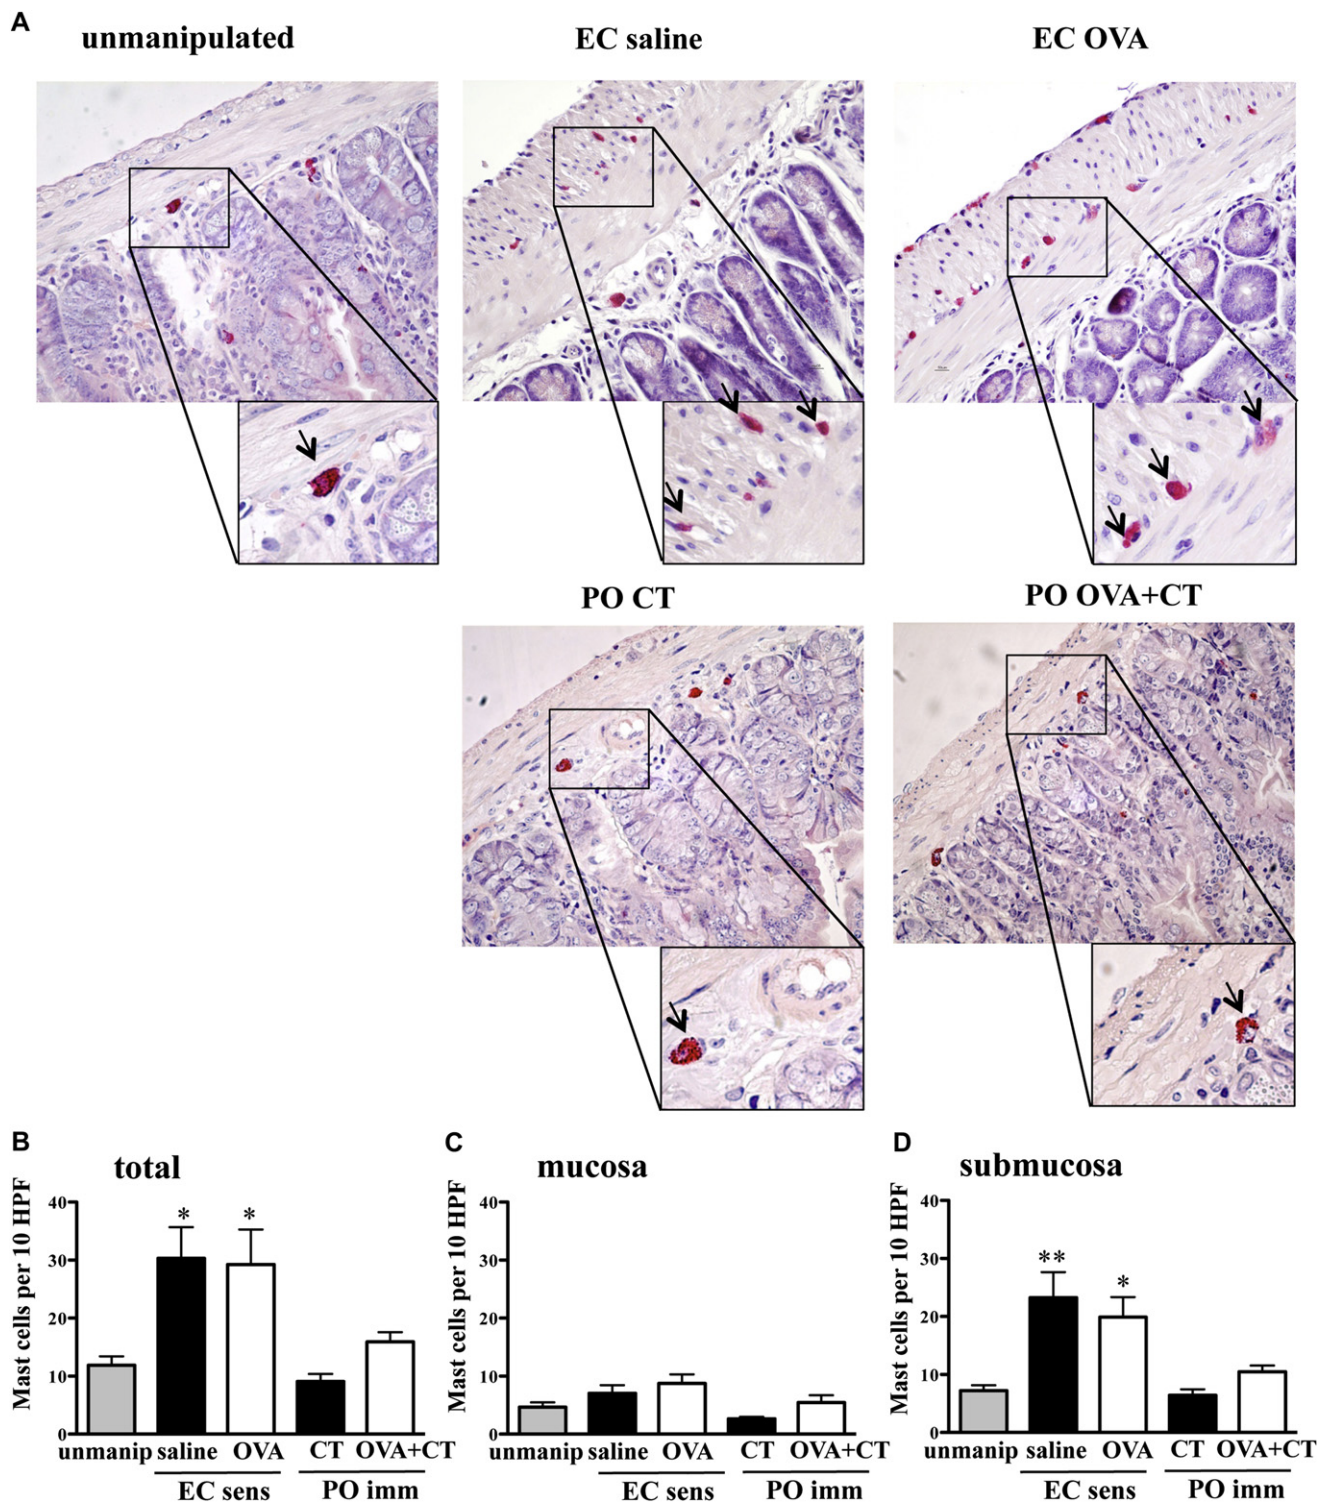 A
unmanipulated
EC saline
EC OVA
PO CT
PO OVA+CT
B
total
Mast cells per 10 HPF
40
30
20
10
0
*
*
unmanip saline OVA CT OVA+CT
EC sens PO imm
C
mucosa
Mast cells per 10 HPF
40
30
20
10
0
unmanip saline OVA CT OVA+CT
EC sens PO imm
D
submucosa
Mast cells per 10 HPF
40
30
20
10
0
**
*
unmanip saline OVA CT OVA+CT
EC sens PO imm